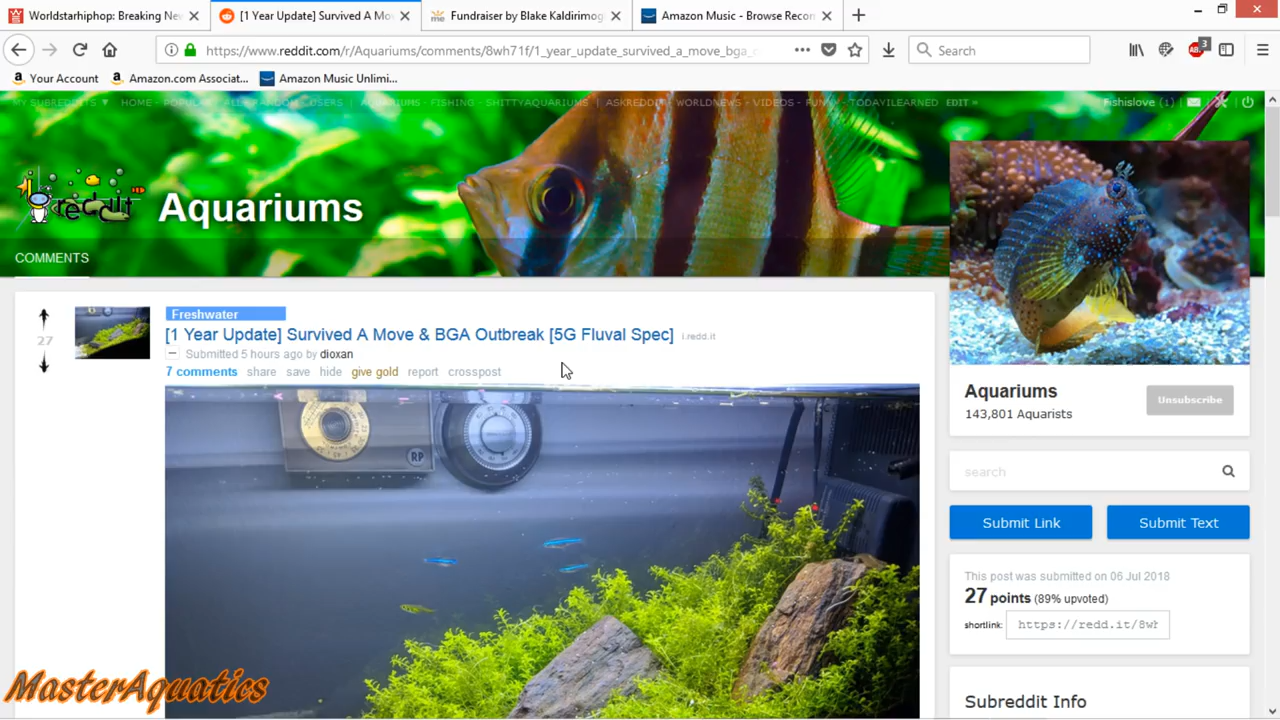 Worldstarhiphop: Breaking Ne
[1 Year Update] Survived A Mo
me Fundraiser by Blake Kaldirimog
Amazon Music - Browse Recon
https://www.reddit.com/r/Aquariums/comments/8wh71f/1_year_update_survived_a_move_bga_
Search
3
Your Account
Amazon.com Associat...
Amazon Music Unlimi...
MY SUBREDDITS ▼ HOME - POPULAR - ALL - RANDOM - USERS | AQUARIUMS - FISHING - SHITTYAQUARIUMS | ASKREDDIT - WORLDNEWS - VIDEOS - FUNNY - TODAYILEARNED EDIT »
Fishislove (1)
reddit
Aquariums
COMMENTS
27
Freshwater
[1 Year Update] Survived A Move & BGA Outbreak [5G Fluval Spec] i.redd.it
Submitted 5 hours ago by dioxan
7 comments share save hide give gold report crosspost
RP
Aquariums
143,801 Aquarists
Unsubscribe
search
Submit Link
Submit Text
This post was submitted on 06 Jul 2018
27 points (89% upvoted)
shortlink: https://redd.it/8wh
Subreddit Info
MasterAquatics